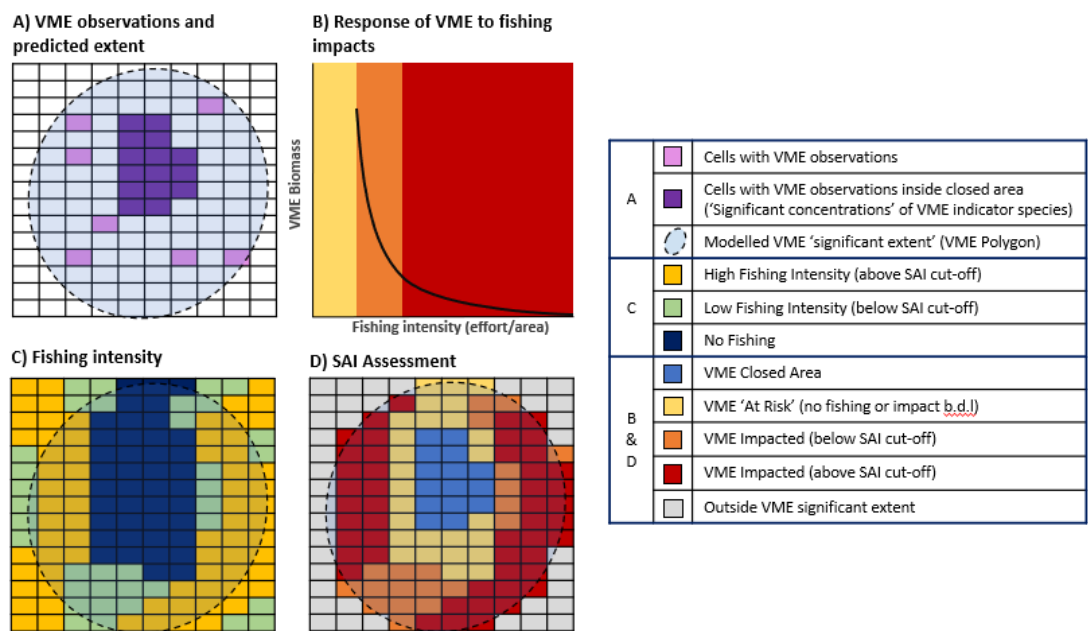 A) VME observations and
predicted extent
B) Response of VME to fishing
impacts
VME Biomass
Fishing intensity (effort/area)
C) Fishing intensity
D) SAI Assessment
A
Cells with VME observations
Cells with VME observations inside closed area
(‘Significant concentrations’ of VME indicator species)
Modelled VME ‘significant extent’ (VME Polygon)
C
High Fishing Intensity (above SAI cut-off)
Low Fishing Intensity (below SAI cut-off)
No Fishing
B
&
D
VME Closed Area
VME ‘At Risk’ (no fishing or impact b.d.l)
VME Impacted (below SAI cut-off)
VME Impacted (above SAI cut-off)
Outside VME significant extent